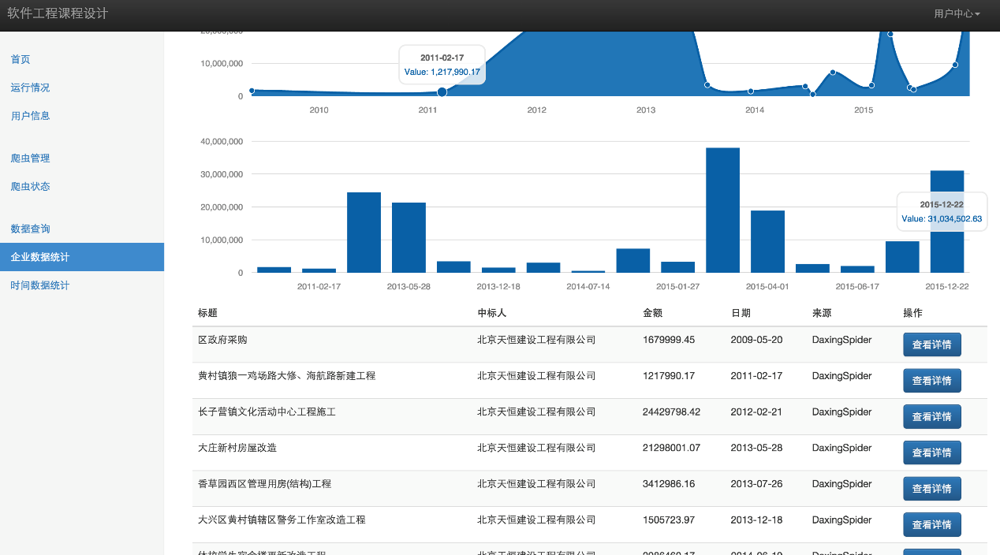 软件工程课程设计 用户中心
首页
运行情况
用户信息
爬虫管理
爬虫状态
数据查询
企业数据统计
时间数据统计
20,000,000
10,000,000
0
2011-02-17
Value: 1,217,990.17
2010 2011 2012 2013 2014 2015
40,000,000
30,000,000
20,000,000
10,000,000
0
2015-12-22
Value: 31,034,502.63
2011-02-17 2013-05-28 2013-12-18 2014-07-14 2015-01-27 2015-04-01 2015-06-17 2015-12-22
标题 中标人 金额 日期 来源 操作
区政府采购 北京天恒建设工程有限公司 1679999.45 2009-05-20 DaxingSpider 查看详情
黄村镇狼一鸡场路大修、海航路新建工程 北京天恒建设工程有限公司 1217990.17 2011-02-17 DaxingSpider 查看详情
长子营镇文化活动中心工程施工 北京天恒建设工程有限公司 24429798.42 2012-02-21 DaxingSpider 查看详情
大庄新村房屋改造 北京天恒建设工程有限公司 21298001.07 2013-05-28 DaxingSpider 查看详情
香草园西区管理用房(结构)工程 北京天恒建设工程有限公司 3412986.16 2013-07-26 DaxingSpider 查看详情
大兴区黄村镇辖区警务工作室改造工程 北京天恒建设工程有限公司 1505723.97 2013-12-18 DaxingSpider 查看详情
北京天恒建设工程有限公司 DaxingSpider